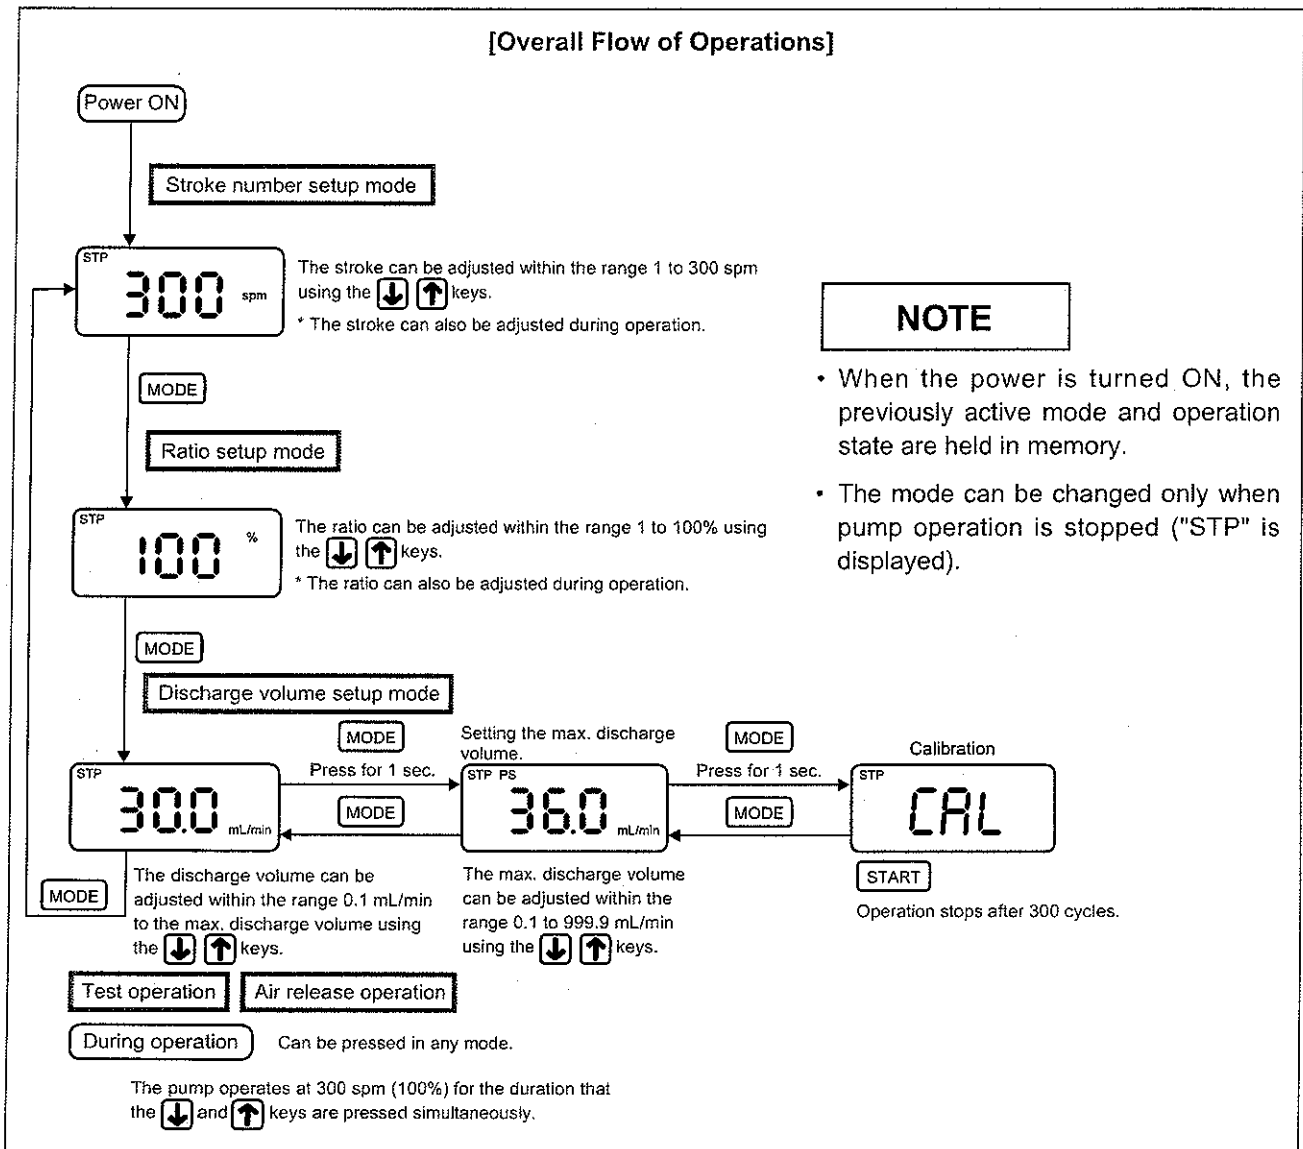 [Overall Flow of Operations]
Power ON
Stroke number setup mode
STP
300 spm
The stroke can be adjusted within the range 1 to 300 spm
using the ↓ ↑ keys.
* The stroke can also be adjusted during operation.
MODE
Ratio setup mode
STP
100 %
The ratio can be adjusted within the range 1 to 100% using
the ↓ ↑ keys.
* The ratio can also be adjusted during operation.
NOTE
• When the power is turned ON, the
previously active mode and operation
state are held in memory.
• The mode can be changed only when
pump operation is stopped ("STP" is
displayed).
MODE
Discharge volume setup mode
STP
30.0 mL/min
MODE
Press for 1 sec.
MODE
Setting the max. discharge
volume.
STP PS
36.0 mL/min
MODE
Press for 1 sec.
MODE
Calibration
STP
CAL
MODE
The discharge volume can be
adjusted within the range 0.1 mL/min
to the max. discharge volume using
the ↓ ↑ keys.
The max. discharge volume
can be adjusted within the
range 0.1 to 999.9 mL/min
using the ↓ ↑ keys.
START
Operation stops after 300 cycles.
Test operation
Air release operation
During operation
Can be pressed in any mode.
The pump operates at 300 spm (100%) for the duration that
the ↓ and ↑ keys are pressed simultaneously.